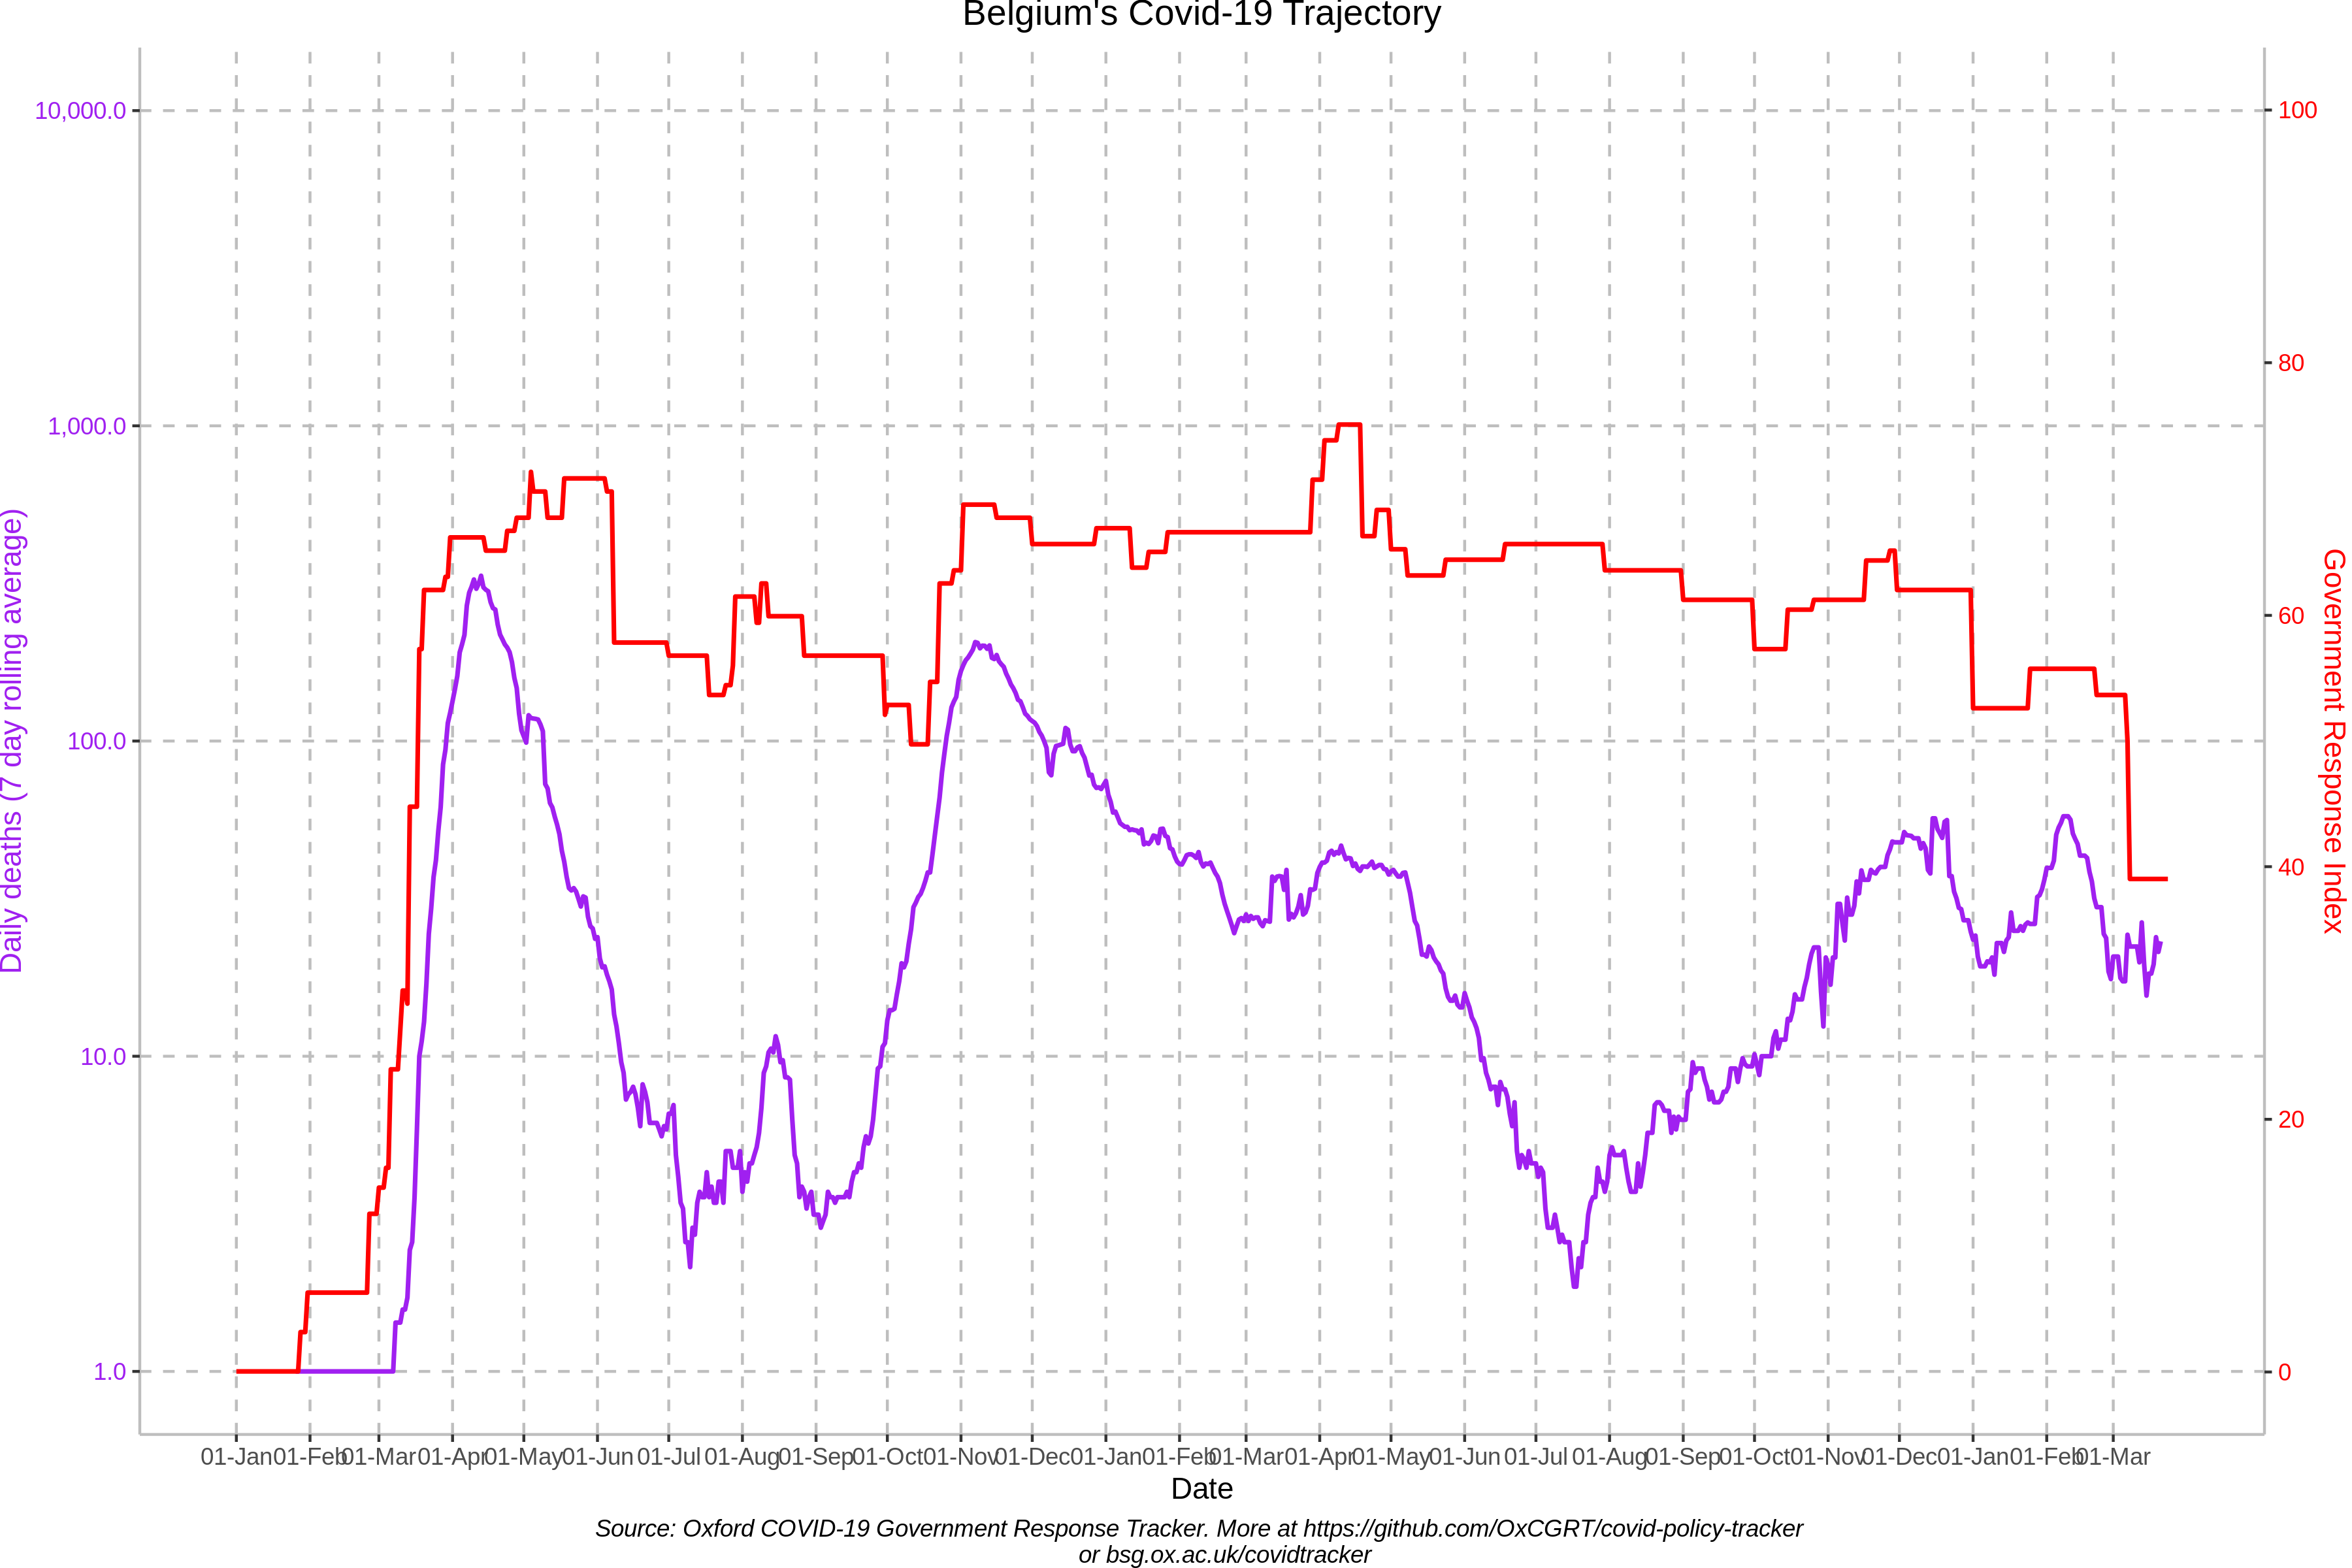 Belgium's Covid-19 Trajectory
10,000.0
1,000.0
100.0
10.0
1.0
Daily deaths (7 day rolling average)
100
80
60
40
20
0
Government Response Index
01-Jan 01-Feb 01-Mar 01-Apr 01-May 01-Jun 01-Jul 01-Aug 01-Sep 01-Oct 01-Nov 01-Dec 01-Jan 01-Feb 01-Mar 01-Apr 01-May 01-Jun 01-Jul 01-Aug 01-Sep 01-Oct 01-Nov 01-Dec 01-Jan 01-Feb 01-Mar
Date
Source: Oxford COVID-19 Government Response Tracker. More at https://github.com/OxCGRT/covid-policy-tracker
or bsg.ox.ac.uk/covidtracker